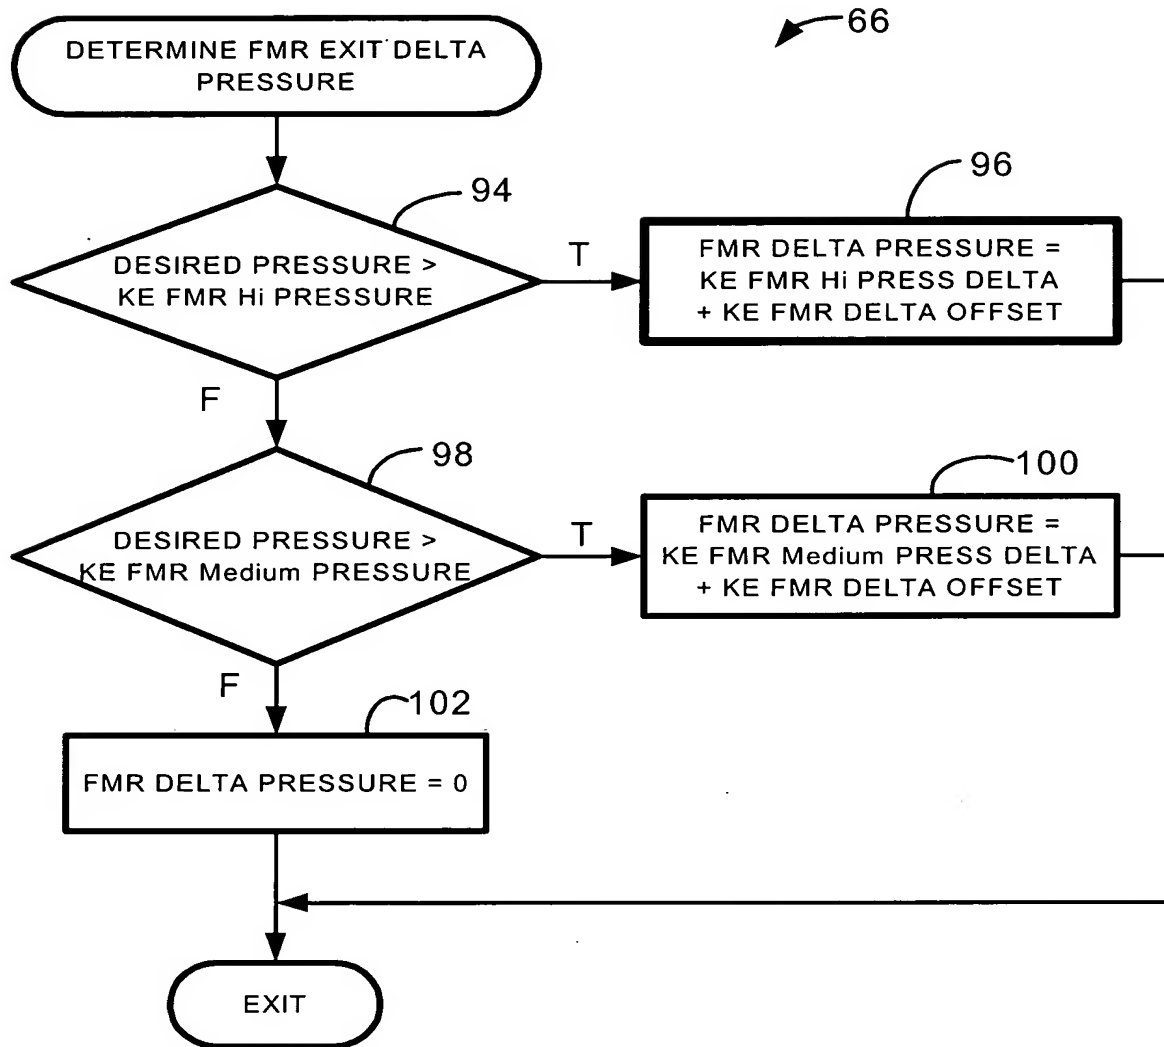 66
DETERMINE FMR EXIT DELTA
PRESSURE
94
DESIRED PRESSURE >
KE FMR Hi PRESSURE
T
96
FMR DELTA PRESSURE =
KE FMR Hi PRESS DELTA
+ KE FMR DELTA OFFSET
F
98
DESIRED PRESSURE >
KE FMR Medium PRESSURE
T
100
FMR DELTA PRESSURE =
KE FMR Medium PRESS DELTA
+ KE FMR DELTA OFFSET
F
102
FMR DELTA PRESSURE = 0
EXIT